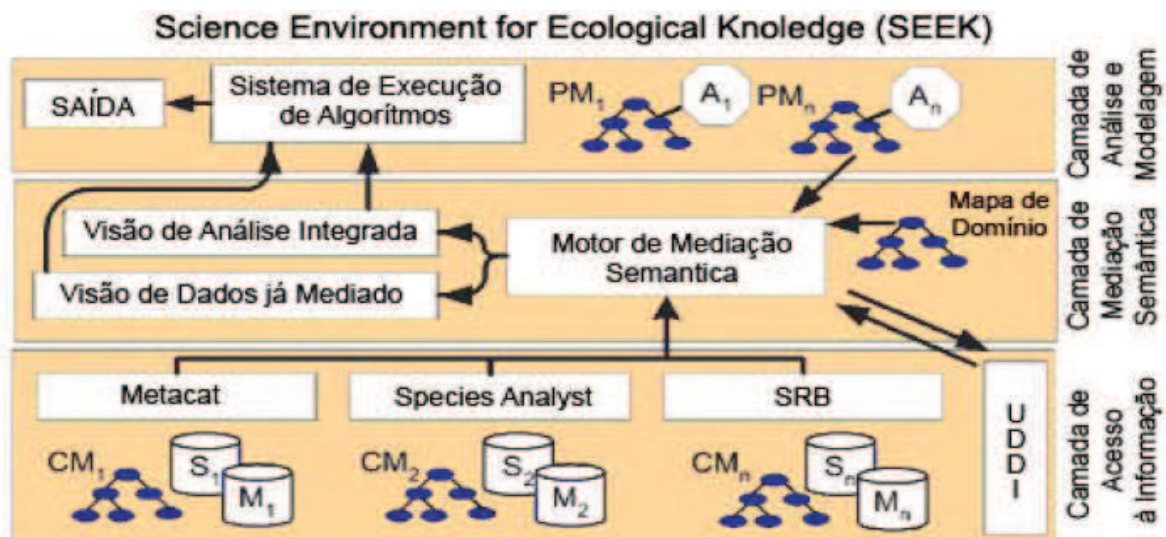 Science Environment for Ecological Knoledge (SEEK)
SAÍDA
Sistema de Execução
de Algorítmos
PM1
A1
PMn
An
Camada de
Análise e
Modelagem
Visão de Análise Integrada
Visão de Dados já Mediado
Motor de Mediação
Semantica
Mapa de
Domínio
Camada de
Mediação
Semântica
Metacat
Species Analyst
SRB
CM1
S1
M1
CM2
S2
M2
CMn
Sn
Mn
UDDI
Camada de
Acesso
à Informação